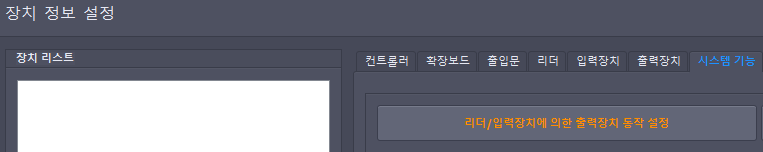 장치 정보 설정
장치 리스트
컨트롤러 확장보드 출입문 리더 입력장치 출력장치 시스템 기능
리더/입력장치에 의한 출력장치 동작 설정